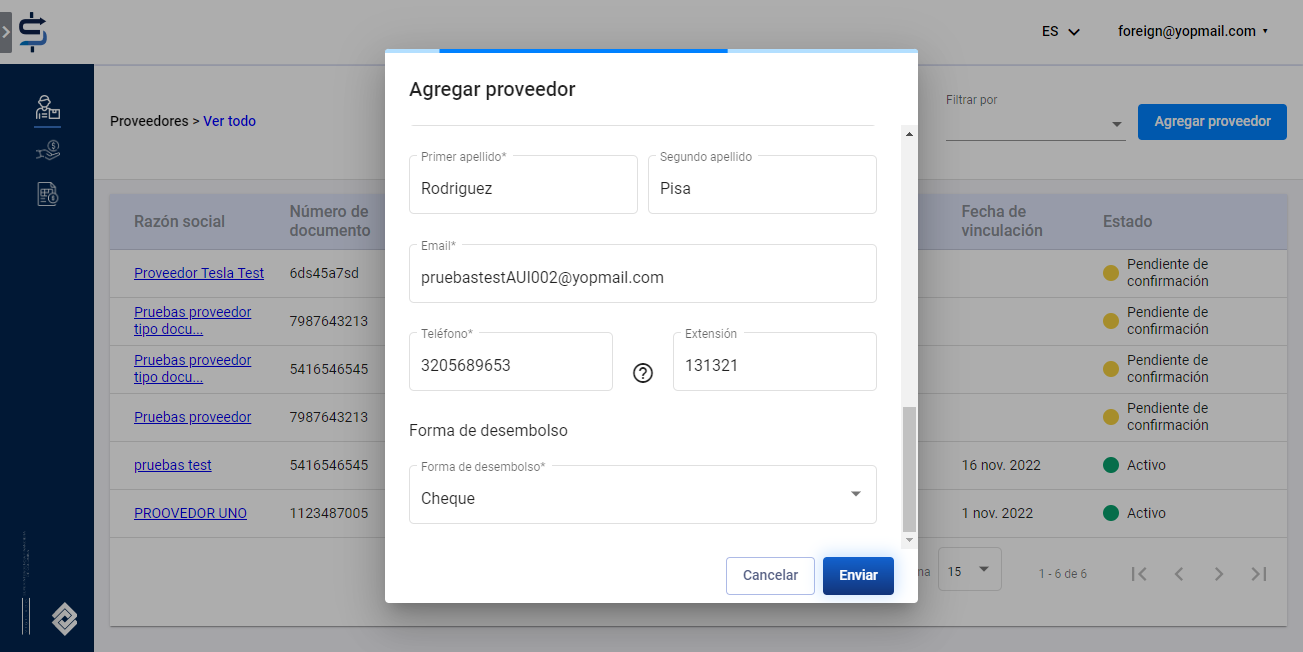 ES
foreign@yopmail.com
Agregar proveedor
Proveedores > Ver todo
Filtrar por
Agregar proveedor
Primer apellido*
Segundo apellido
Rodriguez
Pisa
Email*
pruebastestAUI002@yopmail.com
Teléfono*
Extensión
3205689653
131321
Forma de desembolso
Forma de desembolso*
Cheque
Cancelar
Enviar
Razón social
Número de
documento
Fecha de
vinculación
Estado
Proveedor Tesla Test
6ds45a7sd
Pendiente de
confirmación
Pruebas proveedor
tipo docu...
7987643213
Pendiente de
confirmación
Pruebas proveedor
tipo docu...
5416546545
Pendiente de
confirmación
Pruebas proveedor
7987643213
Pendiente de
confirmación
pruebas test
5416546545
16 nov. 2022
Activo
PROOVEDOR UNO
1123487005
1 nov. 2022
Activo
na
15
1 - 6 de 6